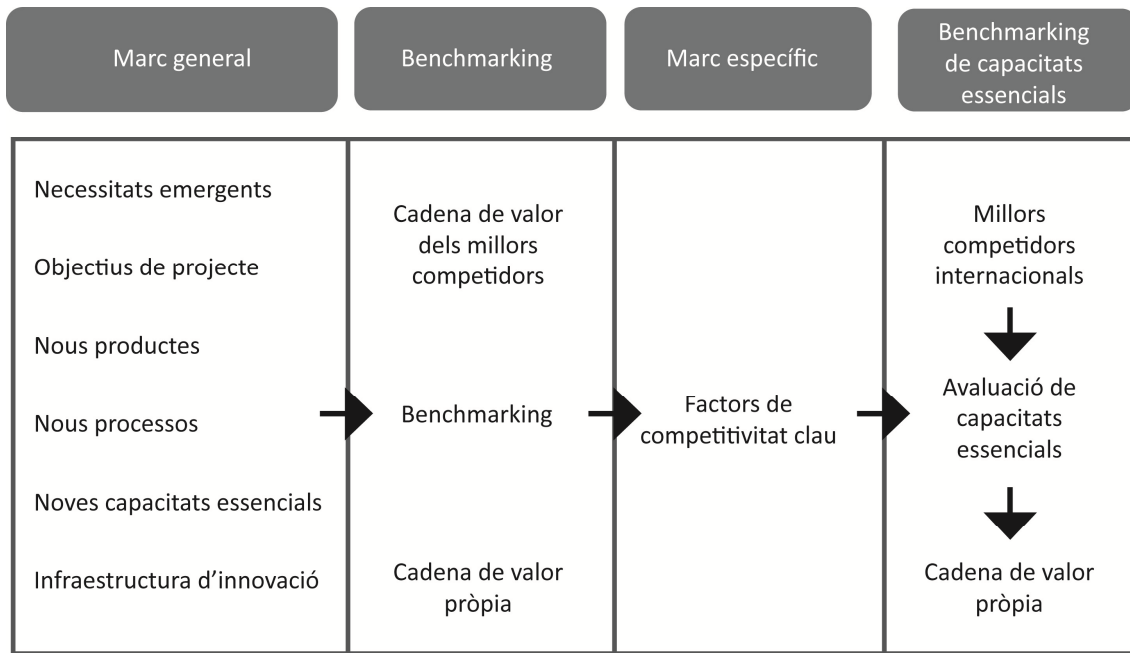 Marc general
Benchmarking
Marc específic
Benchmarking
de capacitats
essencials
Necessitats emergents
Objectius de projecte
Nous productes
Nous processos
Noves capacitats essencials
Infraestructura d’innovació
Cadena de valor
dels millors
competidors
Benchmarking
Cadena de valor
pròpia
Factors de
competitivitat clau
Millors
competidors
internacionals
Avaluació de
capacitats
essencials
Cadena de valor
pròpia